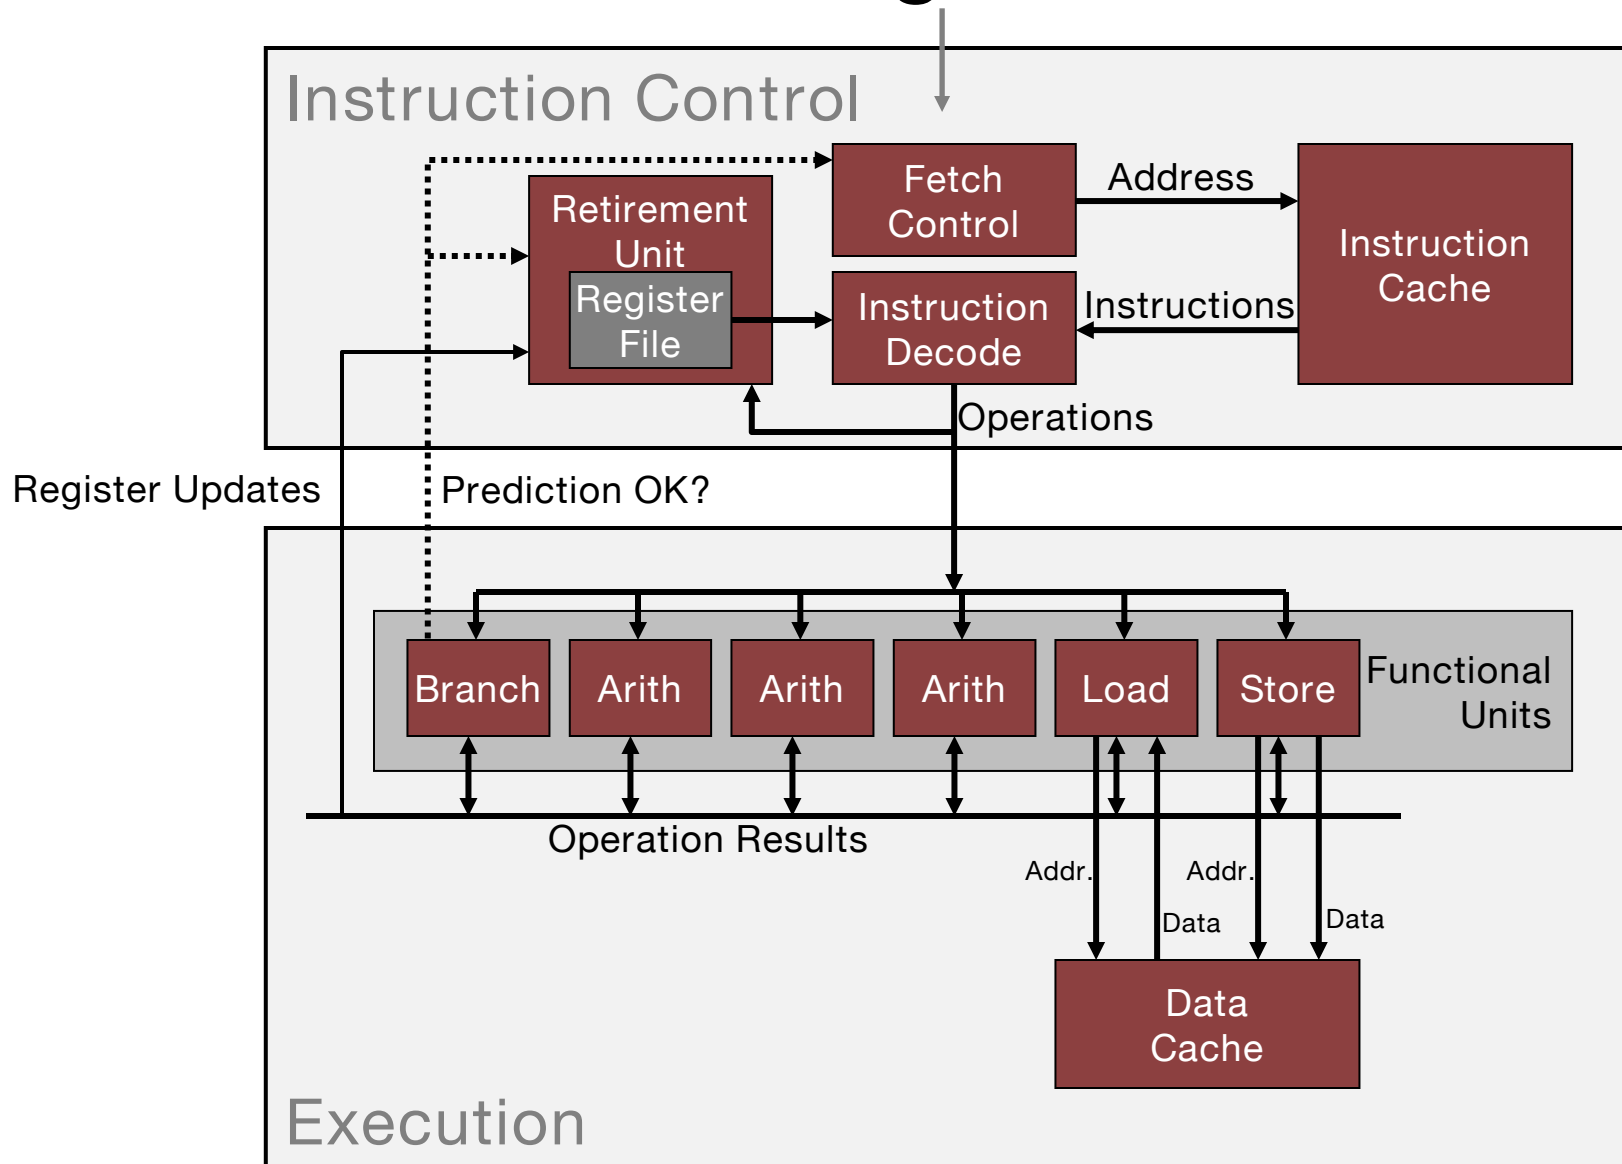 Instruction Control
Fetch
Control
Address
Instruction
Cache
Retirement
Unit
Register
File
Instruction
Decode
Instructions
Operations
Register Updates
Prediction OK?
Branch
Arith
Arith
Arith
Load
Store
Functional
Units
Operation Results
Addr.
Data
Addr.
Data
Data
Cache
Execution